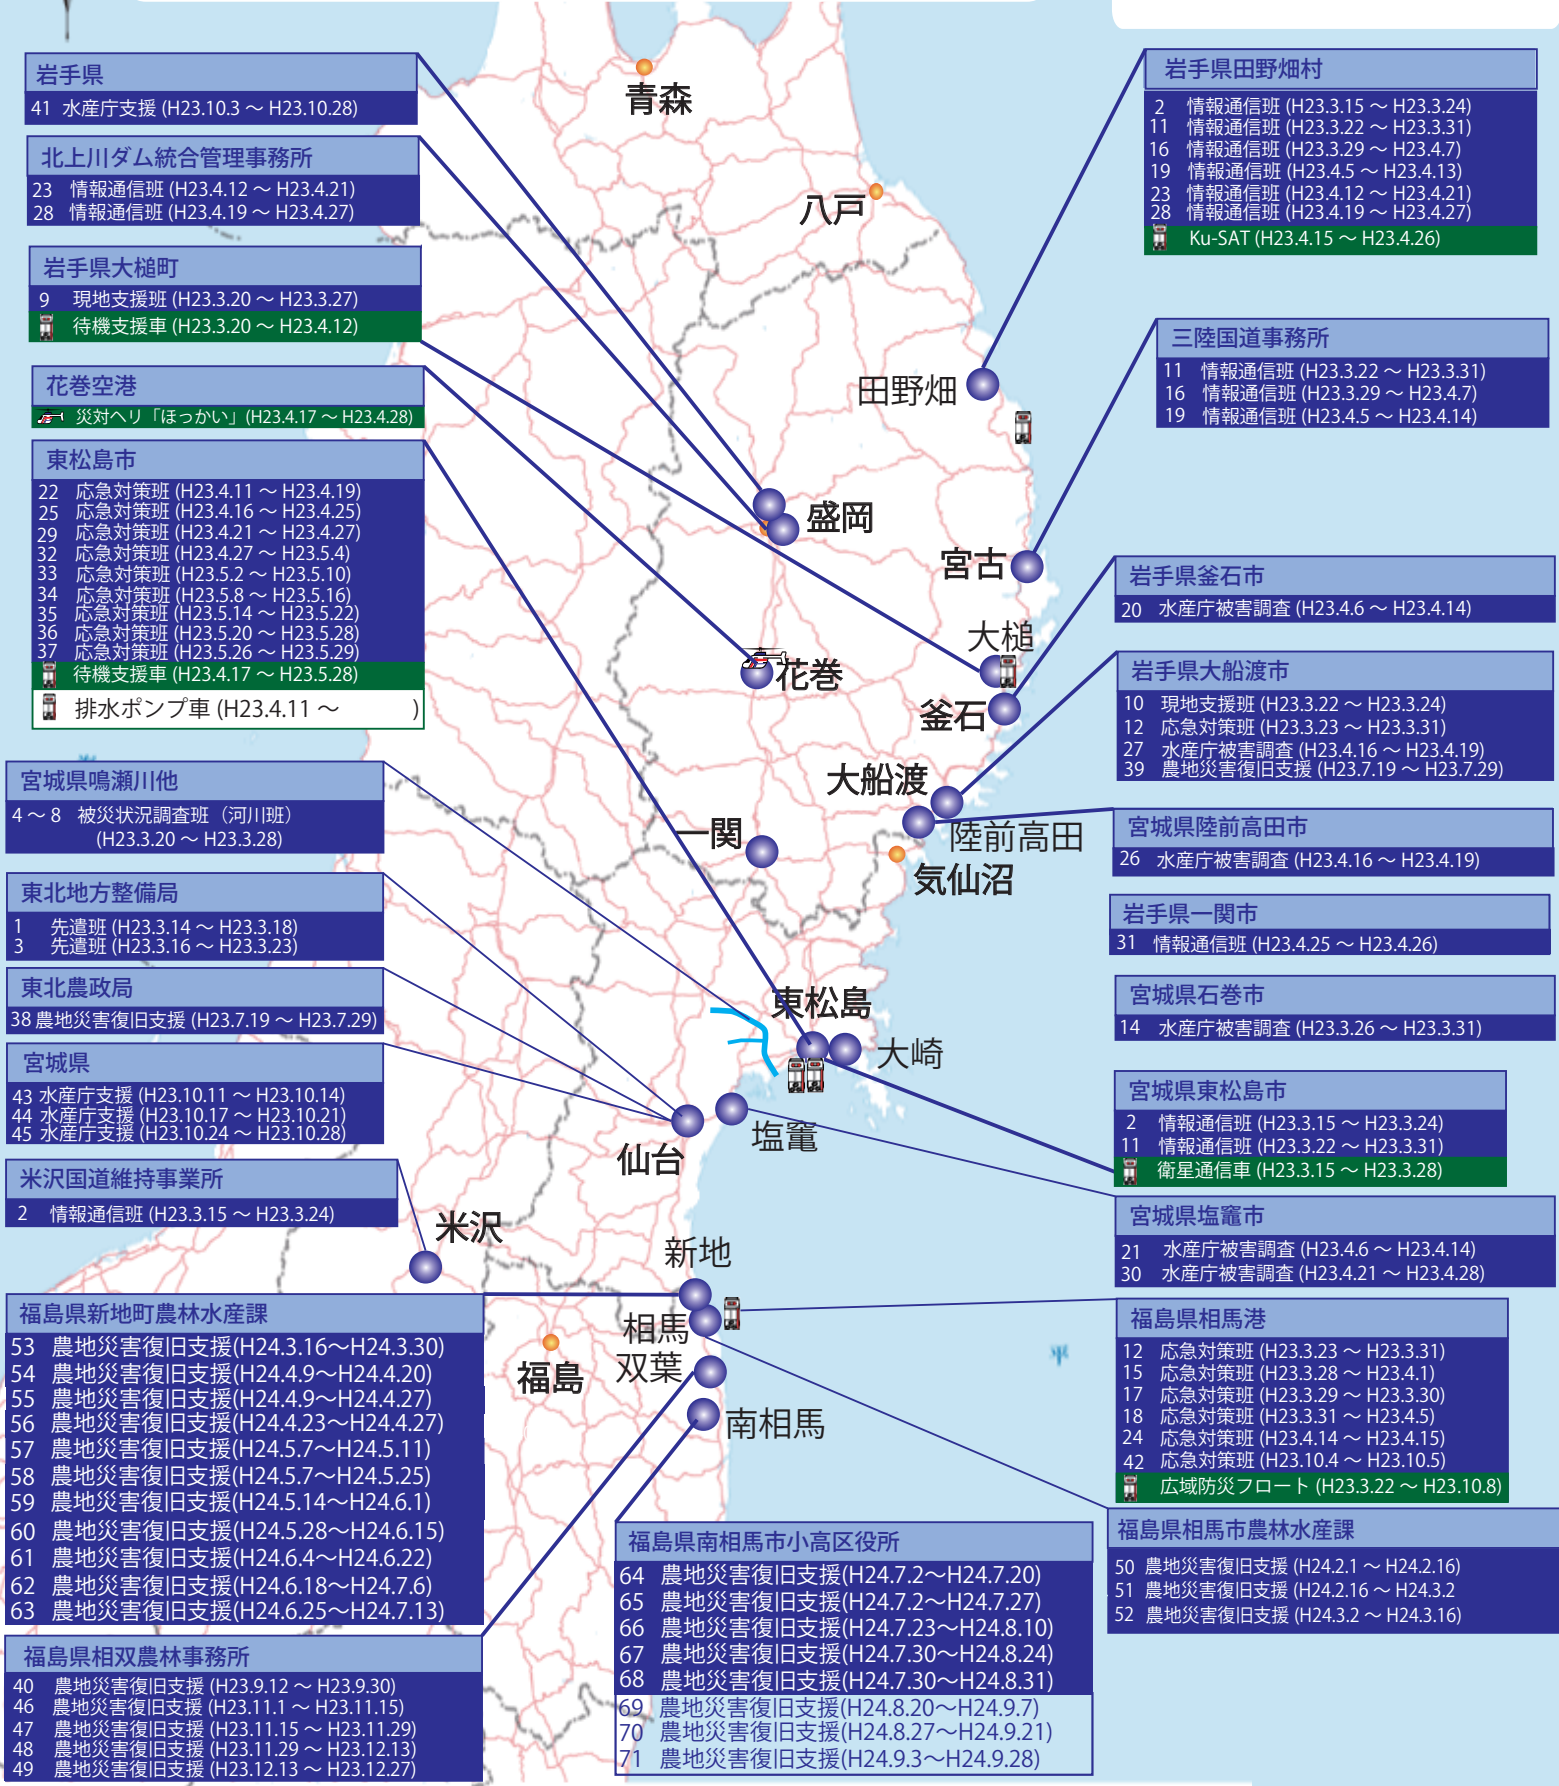 岩手県
41 水産庁支援 (H23.10.3 ～ H23.10.28)
北上川ダム統合管理事務所
23 情報通信班 (H23.4.12 ～ H23.4.21)
28 情報通信班 (H23.4.19 ～ H23.4.27)
岩手県大槌町
9 現地支援班 (H23.3.20 ～ H23.3.27)
待機支援車 (H23.3.20 ～ H23.4.12)
花巻空港
災対ヘリ「ほっかい」(H23.4.17 ～ H23.4.28)
東松島市
22 応急対策班 (H23.4.11 ～ H23.4.19)
25 応急対策班 (H23.4.16 ～ H23.4.25)
29 応急対策班 (H23.4.21 ～ H23.4.27)
32 応急対策班 (H23.4.27 ～ H23.5.4)
33 応急対策班 (H23.5.2 ～ H23.5.10)
34 応急対策班 (H23.5.8 ～ H23.5.16)
35 応急対策班 (H23.5.14 ～ H23.5.22)
36 応急対策班 (H23.5.20 ～ H23.5.28)
37 応急対策班 (H23.5.26 ～ H23.5.29)
待機支援車 (H23.4.17 ～ H23.5.28)
排水ポンプ車 (H23.4.11 ～ )
宮城県鳴瀬川他
4 ～ 8 被災状況調査班（河川班）
(H23.3.20 ～ H23.3.28)
東北地方整備局
1 先遣班 (H23.3.14 ～ H23.3.18)
3 先遣班 (H23.3.16 ～ H23.3.23)
東北農政局
38 農地災害復旧支援 (H23.7.19 ～ H23.7.29)
宮城県
43 水産庁支援 (H23.10.11 ～ H23.10.14)
44 水産庁支援 (H23.10.17 ～ H23.10.21)
45 水産庁支援 (H23.10.24 ～ H23.10.28)
米沢国道維持事業所
2 情報通信班 (H23.3.15 ～ H23.3.24)
福島県新地町農林水産課
53 農地災害復旧支援(H24.3.16～H24.3.30)
54 農地災害復旧支援(H24.4.9～H24.4.20)
55 農地災害復旧支援(H24.4.9～H24.4.27)
56 農地災害復旧支援(H24.4.23～H24.4.27)
57 農地災害復旧支援(H24.5.7～H24.5.11)
58 農地災害復旧支援(H24.5.7～H24.5.25)
59 農地災害復旧支援(H24.5.14～H24.6.1)
60 農地災害復旧支援(H24.5.28～H24.6.15)
61 農地災害復旧支援(H24.6.4～H24.6.22)
62 農地災害復旧支援(H24.6.18～H24.7.6)
63 農地災害復旧支援(H24.6.25～H24.7.13)
福島県相双農林事務所
40 農地災害復旧支援 (H23.9.12 ～ H23.9.30)
46 農地災害復旧支援 (H23.11.1 ～ H23.11.15)
47 農地災害復旧支援 (H23.11.15 ～ H23.11.29)
48 農地災害復旧支援 (H23.11.29 ～ H23.12.13)
49 農地災害復旧支援 (H23.12.13 ～ H23.12.27)
青森
八戸
田野畑
盛岡
宮古
大槌
花巻
釜石
大船渡
一関
陸前高田
気仙沼
東松島
大崎
塩竈
仙台
米沢
新地
相馬
福島
双葉
南相馬
福島県南相馬市小高区役所
64 農地災害復旧支援(H24.7.2～H24.7.20)
65 農地災害復旧支援(H24.7.2～H24.7.27)
66 農地災害復旧支援(H24.7.23～H24.8.10)
67 農地災害復旧支援(H24.7.30～H24.8.24)
68 農地災害復旧支援(H24.7.30～H24.8.31)
69 農地災害復旧支援(H24.8.20～H24.9.7)
70 農地災害復旧支援(H24.8.27～H24.9.21)
71 農地災害復旧支援(H24.9.3～H24.9.28)
岩手県田野畑村
2 情報通信班 (H23.3.15 ～ H23.3.24)
11 情報通信班 (H23.3.22 ～ H23.3.31)
16 情報通信班 (H23.3.29 ～ H23.4.7)
19 情報通信班 (H23.4.5 ～ H23.4.13)
23 情報通信班 (H23.4.12 ～ H23.4.21)
28 情報通信班 (H23.4.19 ～ H23.4.27)
Ku-SAT (H23.4.15 ～ H23.4.26)
三陸国道事務所
11 情報通信班 (H23.3.22 ～ H23.3.31)
16 情報通信班 (H23.3.29 ～ H23.4.7)
19 情報通信班 (H23.4.5 ～ H23.4.14)
岩手県釜石市
20 水産庁被害調査 (H23.4.6 ～ H23.4.14)
岩手県大船渡市
10 現地支援班 (H23.3.22 ～ H23.3.24)
12 応急対策班 (H23.3.23 ～ H23.3.31)
27 水産庁被害調査 (H23.4.16 ～ H23.4.19)
39 農地災害復旧支援 (H23.7.19 ～ H23.7.29)
宮城県陸前高田市
26 水産庁被害調査 (H23.4.16 ～ H23.4.19)
岩手県一関市
31 情報通信班 (H23.4.25 ～ H23.4.26)
宮城県石巻市
14 水産庁被害調査 (H23.3.26 ～ H23.3.31)
宮城県東松島市
2 情報通信班 (H23.3.15 ～ H23.3.24)
11 情報通信班 (H23.3.22 ～ H23.3.31)
衛星通信車 (H23.3.15 ～ H23.3.28)
宮城県塩竈市
21 水産庁被害調査 (H23.4.6 ～ H23.4.14)
30 水産庁被害調査 (H23.4.21 ～ H23.4.28)
福島県相馬港
12 応急対策班 (H23.3.23 ～ H23.3.31)
15 応急対策班 (H23.3.28 ～ H23.4.1)
17 応急対策班 (H23.3.29 ～ H23.3.30)
18 応急対策班 (H23.3.31 ～ H23.4.5)
24 応急対策班 (H23.4.14 ～ H23.4.15)
42 応急対策班 (H23.10.4 ～ H23.10.5)
広域防災フロート (H23.3.22 ～ H23.10.8)
福島県相馬市農林水産課
50 農地災害復旧支援 (H24.2.1 ～ H24.2.16)
51 農地災害復旧支援 (H24.2.16 ～ H24.3.2
52 農地災害復旧支援 (H24.3.2 ～ H24.3.16)